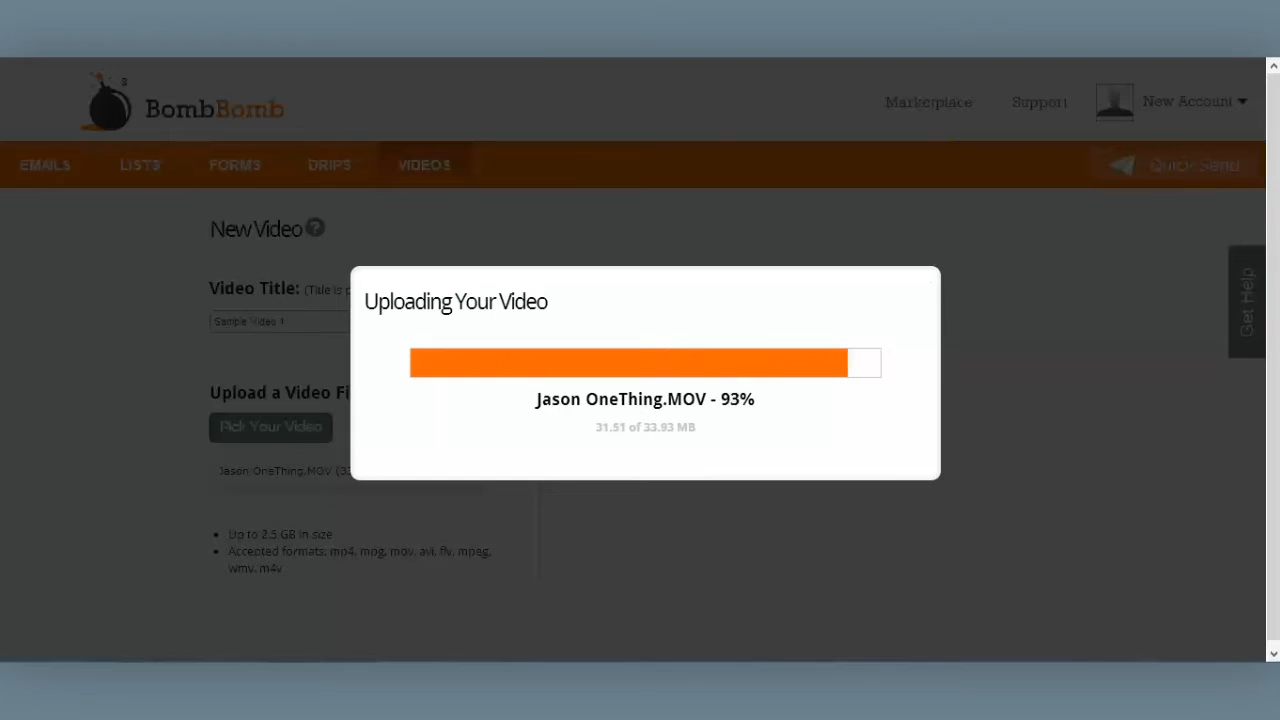 BombBomb
Marketplace
Support
New Account
EMAILS
LISTS
FORMS
DRIPS
VIDEOS
Quick Send
New Video ?
Get Help
Video Title: (Title is
Sample Video 1
Uploading Your Video
Jason OneThing.MOV - 93%
31.51 of 33.93 MB
Upload a Video Fi
Pick Your Video
Jason OneThing.MOV (33
Up to 2.5 GB in size
Accepted formats: mp4, mpg, mov, avi, flv, mpeg,
wmv, m4v